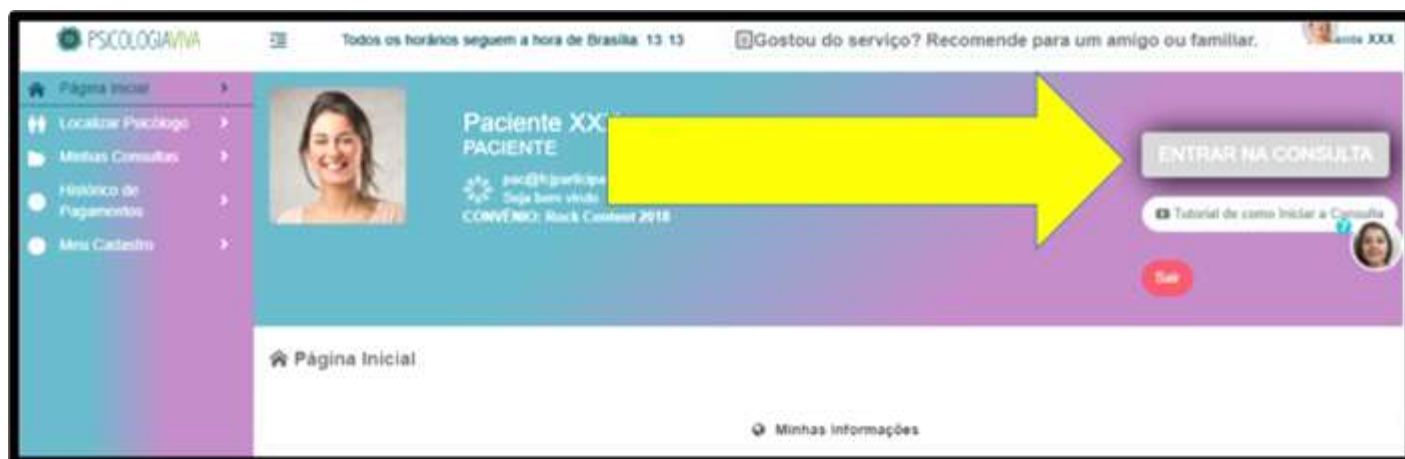 PSICOLOGIAVIVA
Todos os horários seguem a hora de Brasília: 13:13
Gostou do serviço? Recomende para um amigo ou familiar.
XXX
Página Inicial
Localizar Psicólogo
Minhas Consultas
Histórico de
Pagamentos
Meu Cadastro
Paciente
PACIENTE
Seja bem vindo
CONVÊNIO: Rock Content 2018
ENTRAR NA CONSULTA
Tutorial de como Iniciar a Consulta
?
Sair
Página Inicial
Minhas Informações